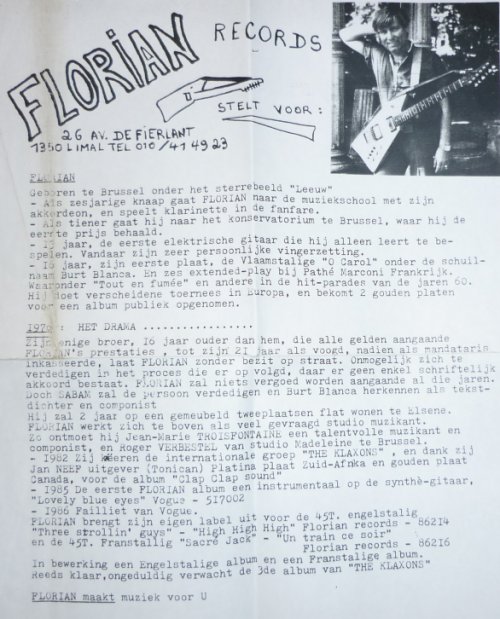 FLORIAN RECORDS
STELT VOOR:
26 AV. DEFIERLANT
1350 LIMAL TEL 010/41 49 23
FLORIAN
Geboren te Brussel onder het sterrebeeld "Leeuw"
- Als zesjarige knaap gaat FLORIAN naar de muziekschool met zijn
akkordeon, en speelt klarinette in de fanfare.
- Als tiener gaat hij naar het konservatorium te Brussel, waar hij de
eerste prijs behaald.
- 15 jaar, de eerste elektrische gitaar die hij alleen leert te be-
spelen. Vandaar zijn zeer persoonlijke vingerzetting.
- I6 jaar, zijn eerste plaat, de Vlaamstalige "O Carol" onder de schuil-
naam Burt Blanca. En zes extended-play bij Pathé Marconi Frankrijk.
Waaronder "Tout en fumée" en andere in de hit-parades van de jaren 60.
Hij doet verscheidene toernees in Europa, en bekomt 2 gouden platen
voor een album publiek opgenomen.
: HET DRAMA .................
Zijn enige broer, I6 jaar ouder dan hem, die alle gelden aangaande
FLORIAN's prestaties , tot zijn 2I jaar als voogd, nadien als mandataris
inkasseerde, laat FLORIAN zonder bezit op straat. Onmogelijk zich te
verdedigen in het proces die er op volgd, daar er geen enkel schriftelijk
akkoord bestaat. FLORIAN zal niets vergoed worden aangaande al die jaren.
Doch SABAM zal de persoon verdedigen en Burt Blanca herkennen als tekst-
dichter en componist
Hij zal 2 jaar op een gemeubeld tweeplaatsen flat wonen te Elsene.
FLORIAN werkt zich te boven als veel gevraagd studio muzikant.
Zo ontmoet hij Jean-Marie TROISFONTAINE een talentvolle muzikant en
componist, en Roger VERBESTEL van studio Madeleine te Brussel.
- I982 Zij kreeren de internationale groep "THE KLAXONS" , en dank zij
Jan NEEF uitgever (Tonican) Platina plaat Zuid-Afrika en gouden plaat
Canada, voor de album "Clap Clap sound"
- I985 De eerste FLORIAN album een instrumentaal op de synthè-gitaar,
"Lovely blue eyes" Vogue - 5I7002
- I986 Failliet van Vogue.
FLORIAN brengt zijn eigen label uit voor de 45T. engelstalig
"Three strollin' guys" - "High High High" Florian records - 862I4
en de 45T. Franstallig "Sacré Jack" - "Un train ce soir"
Florian records - 862I6
In bewerking een Engelstalige album en een Franstalige album.
Reeds klaar,ongeduldig verwacht de 3de album van "THE KLAXONS"
FLORIAN maakt muziek voor U